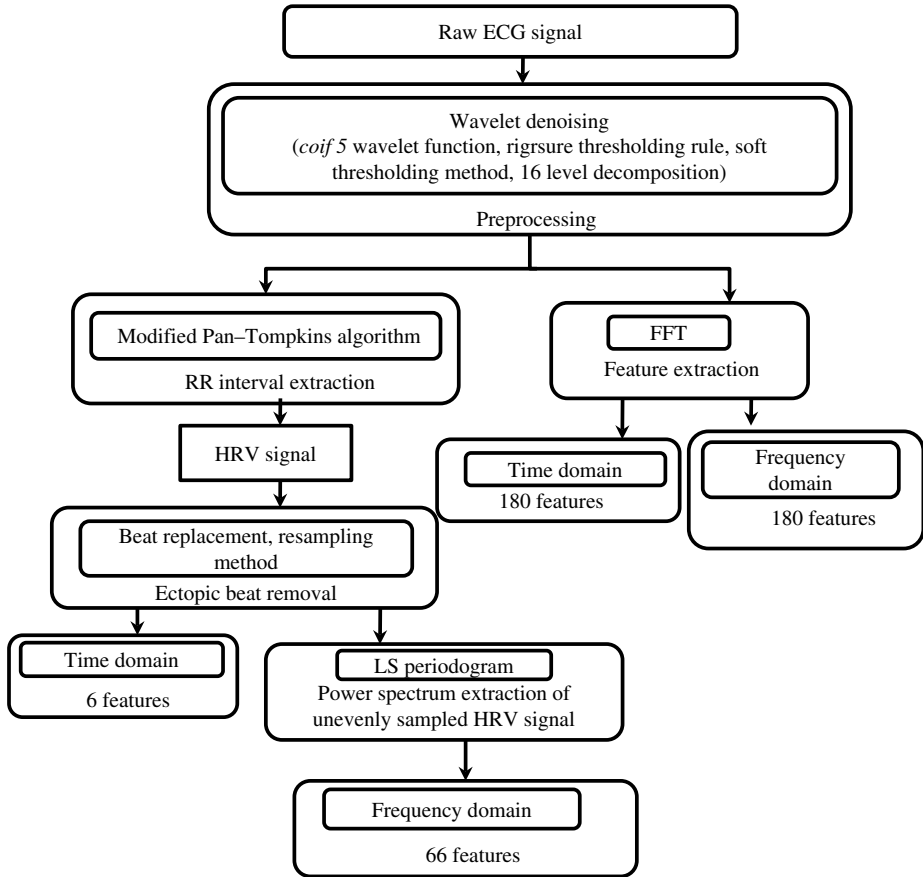 Raw ECG signal
Wavelet denoising
(coif 5 wavelet function, rigrsure thresholding rule, soft
thresholding method, 16 level decomposition)
Preprocessing
Modified Pan–Tompkins algorithm
RR interval extraction
FFT
Feature extraction
HRV signal
Time domain
180 features
Frequency
domain
180 features
Beat replacement, resampling
method
Ectopic beat removal
Time domain
6 features
LS periodogram
Power spectrum extraction of
unevenly sampled HRV signal
Frequency domain
66 features